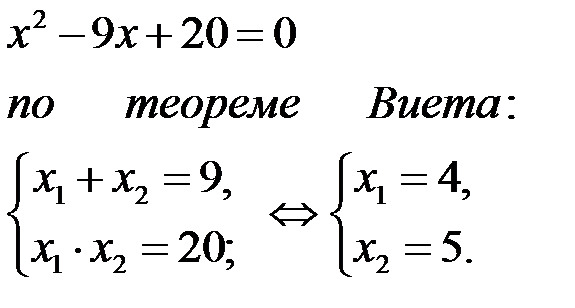 x² − 9x + 20 = 0
по теореме Виета:
{ x₁ + x₂ = 9, ⇔ { x₁ = 4,
x₁ · x₂ = 20; x₂ = 5.